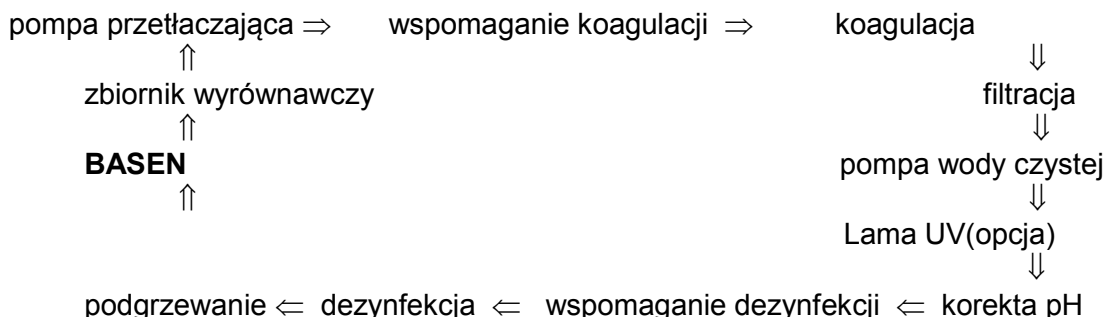 pompa przetłaczająca ⇒ wspomaganie koagulacji ⇒ koagulacja
⇑ ⇓
zbiornik wyrównawczy filtracja
⇑ ⇓
BASEN pompa wody czystej
⇑ ⇓
Lama UV(opcja)
⇓
podgrzewanie ⇐ dezynfekcja ⇐ wspomaganie dezynfekcji ⇐ korekta pH